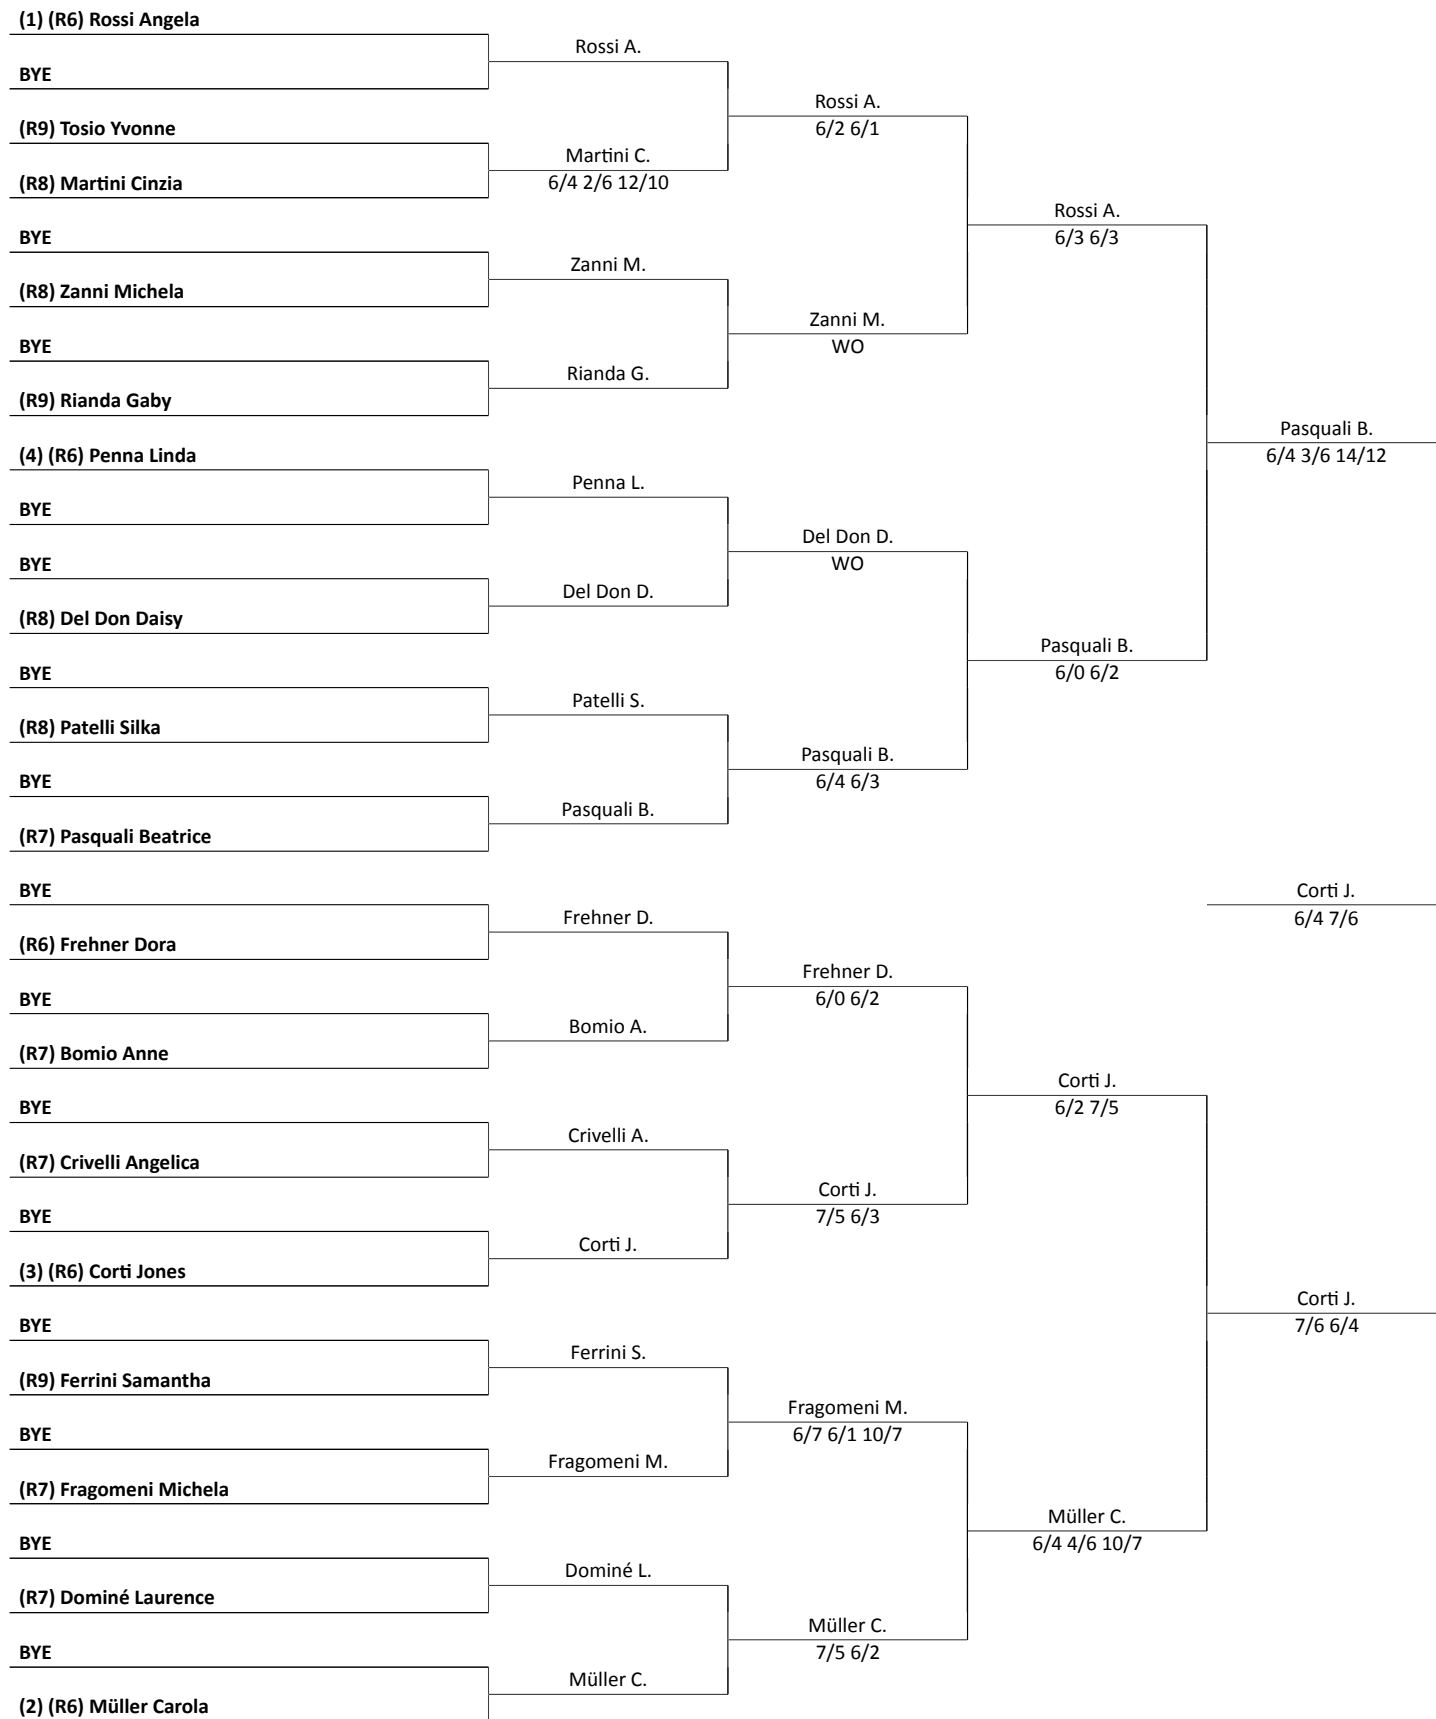 (1) (R6) Rossi Angela
BYE
(R9) Tosio Yvonne
(R8) Martini Cinzia
BYE
(R8) Zanni Michela
BYE
(R9) Rianda Gaby
(4) (R6) Penna Linda
BYE
BYE
(R8) Del Don Daisy
BYE
(R8) Patelli Silka
BYE
(R7) Pasquali Beatrice
BYE
(R6) Frehner Dora
BYE
(R7) Bomio Anne
BYE
(R7) Crivelli Angelica
BYE
(3) (R6) Corti Jones
BYE
(R9) Ferrini Samantha
BYE
(R7) Fragomeni Michela
BYE
(R7) Dominé Laurence
BYE
(2) (R6) Müller Carola
Rossi A.
Martini C.
6/4 2/6 12/10
Zanni M.
Rianda G.
Penna L.
Del Don D.
Patelli S.
Pasquali B.
Frehner D.
Bomio A.
Crivelli A.
Corti J.
Ferrini S.
Fragomeni M.
Dominé L.
Müller C.
Rossi A.
6/2 6/1
Zanni M.
WO
Del Don D.
WO
Pasquali B.
6/4 6/3
Frehner D.
6/0 6/2
Corti J.
7/5 6/3
Fragomeni M.
6/7 6/1 10/7
Müller C.
7/5 6/2
Rossi A.
6/3 6/3
Pasquali B.
6/0 6/2
Corti J.
6/2 7/5
Müller C.
6/4 4/6 10/7
Pasquali B.
6/4 3/6 14/12
Corti J.
6/4 7/6
Corti J.
7/6 6/4